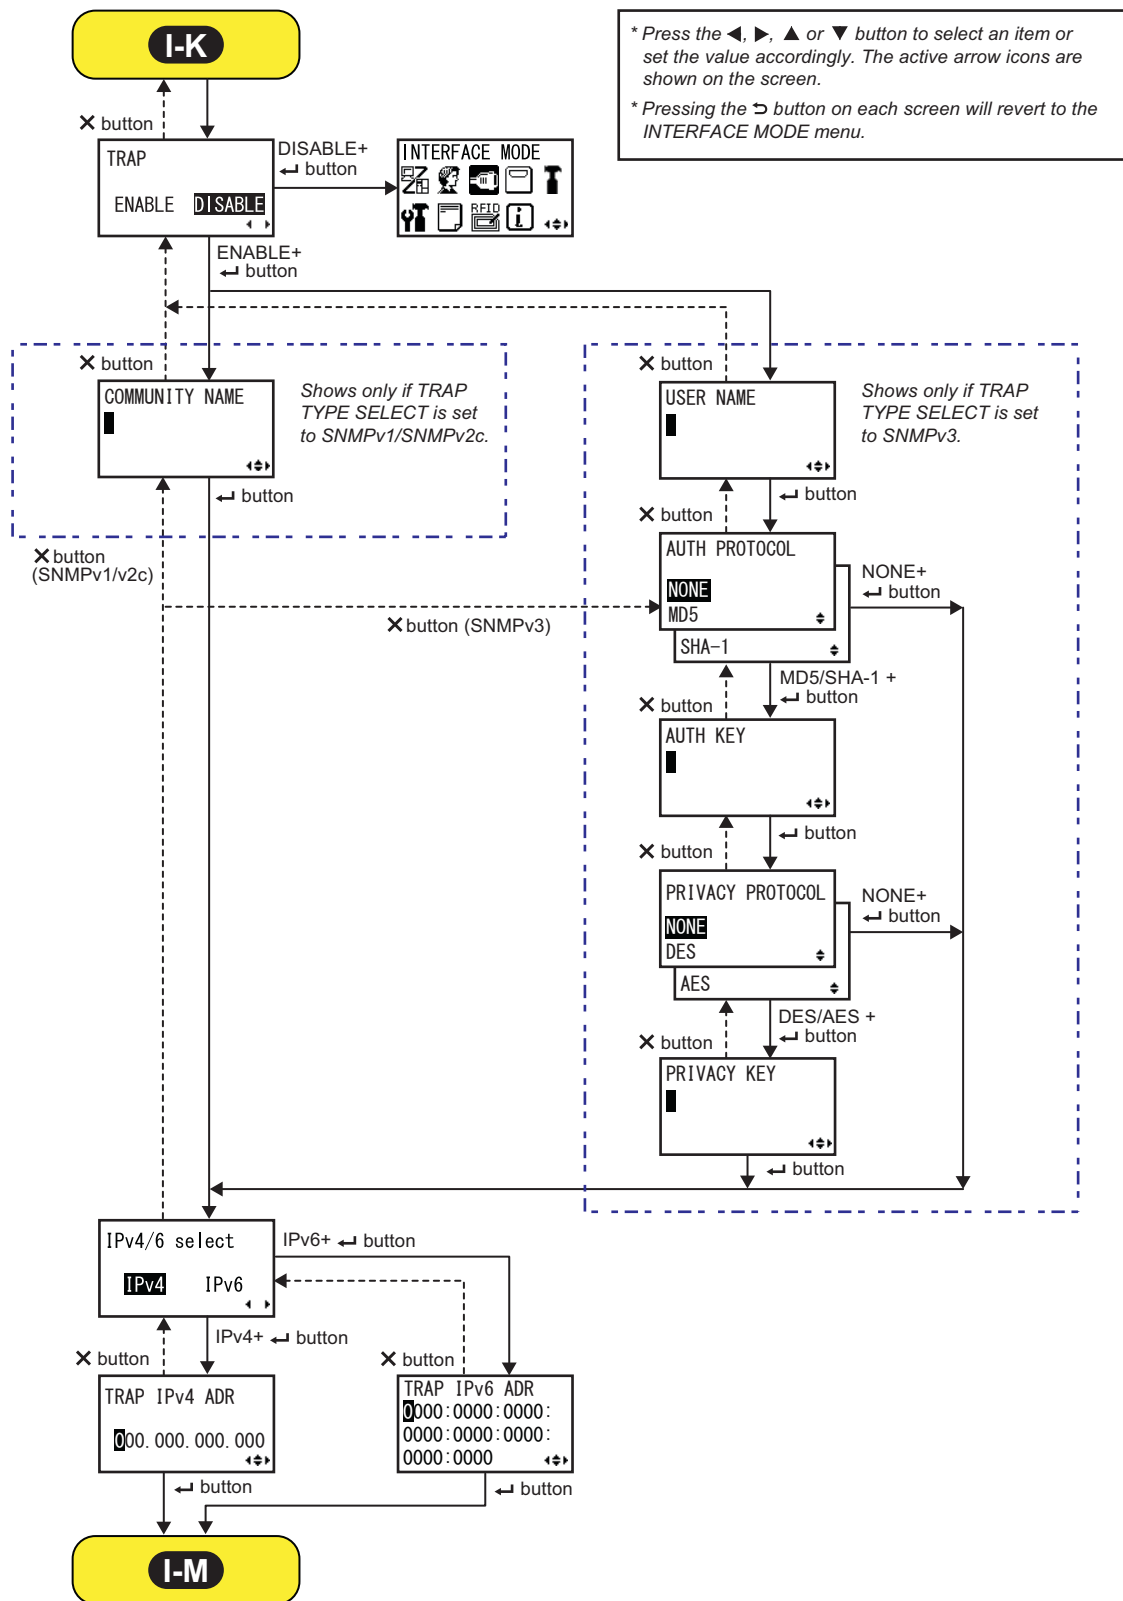 I-K
* Press the ◀, ▶, ▲ or ▼ button to select an item or
set the value accordingly. The active arrow icons are
shown on the screen.
* Pressing the ⮌ button on each screen will revert to the
INTERFACE MODE menu.
✕ button
TRAP
ENABLE DISABLE
DISABLE+
↵ button
INTERFACE MODE
RFID
i
ENABLE+
↵ button
✕ button
COMMUNITY NAME
Shows only if TRAP
TYPE SELECT is set
to SNMPv1/SNMPv2c.
↵ button
✕ button
USER NAME
Shows only if TRAP
TYPE SELECT is set
to SNMPv3.
↵ button
✕ button
(SNMPv1/v2c)
✕ button (SNMPv3)
✕ button
AUTH PROTOCOL
NONE
MD5
SHA-1
NONE+
↵ button
MD5/SHA-1 +
↵ button
✕ button
AUTH KEY
↵ button
✕ button
PRIVACY PROTOCOL
NONE
DES
AES
NONE+
↵ button
DES/AES +
↵ button
✕ button
PRIVACY KEY
↵ button
IPv4/6 select
IPv4 IPv6
IPv6+ ↵ button
IPv4+ ↵ button
✕ button
TRAP IPv4 ADR
000.000.000.000
↵ button
✕ button
TRAP IPv6 ADR
0000:0000:0000:
0000:0000:0000:
0000:0000
↵ button
I-M